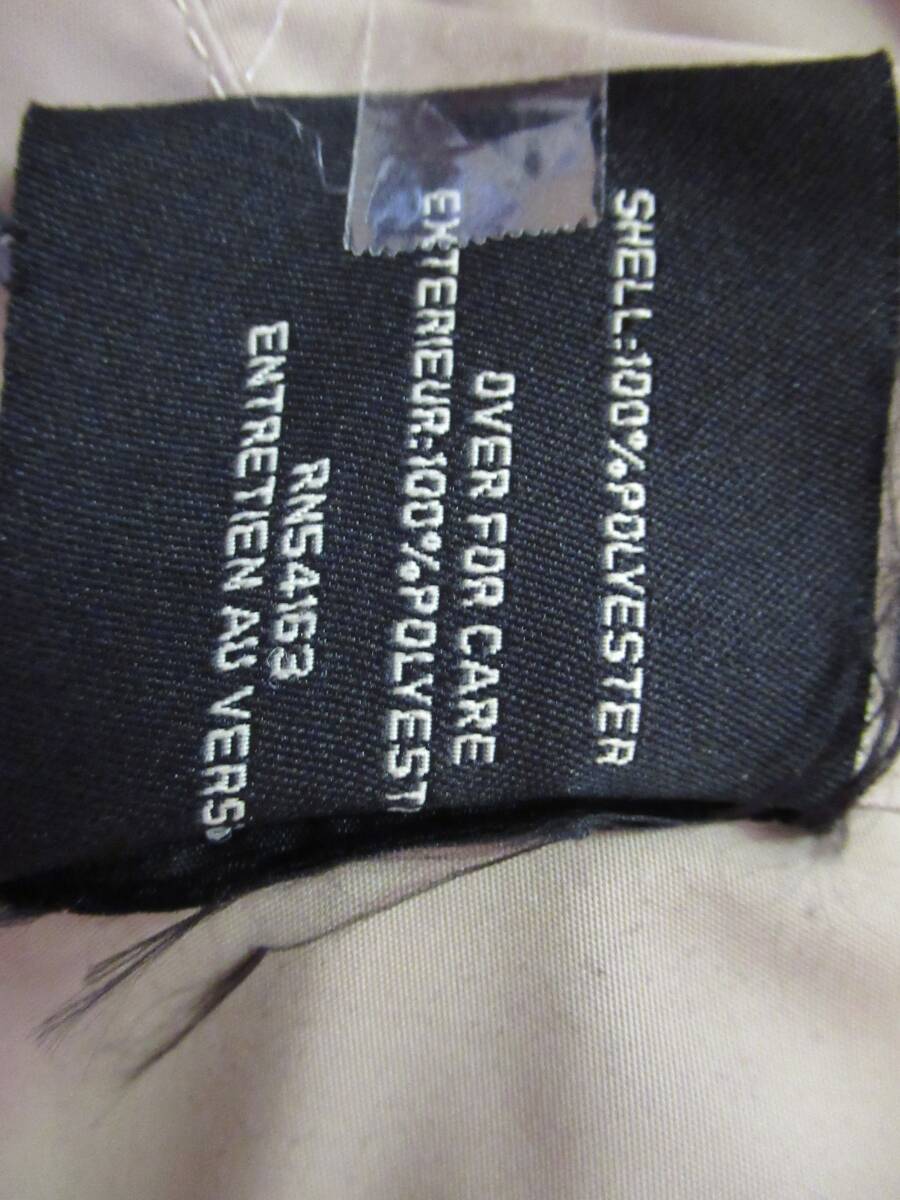 SHELL:100%POLYESTER
OVER FOR CARE
EXTERIEUR:100%POLYEST
RN54163
ENTRETIEN AU VERS